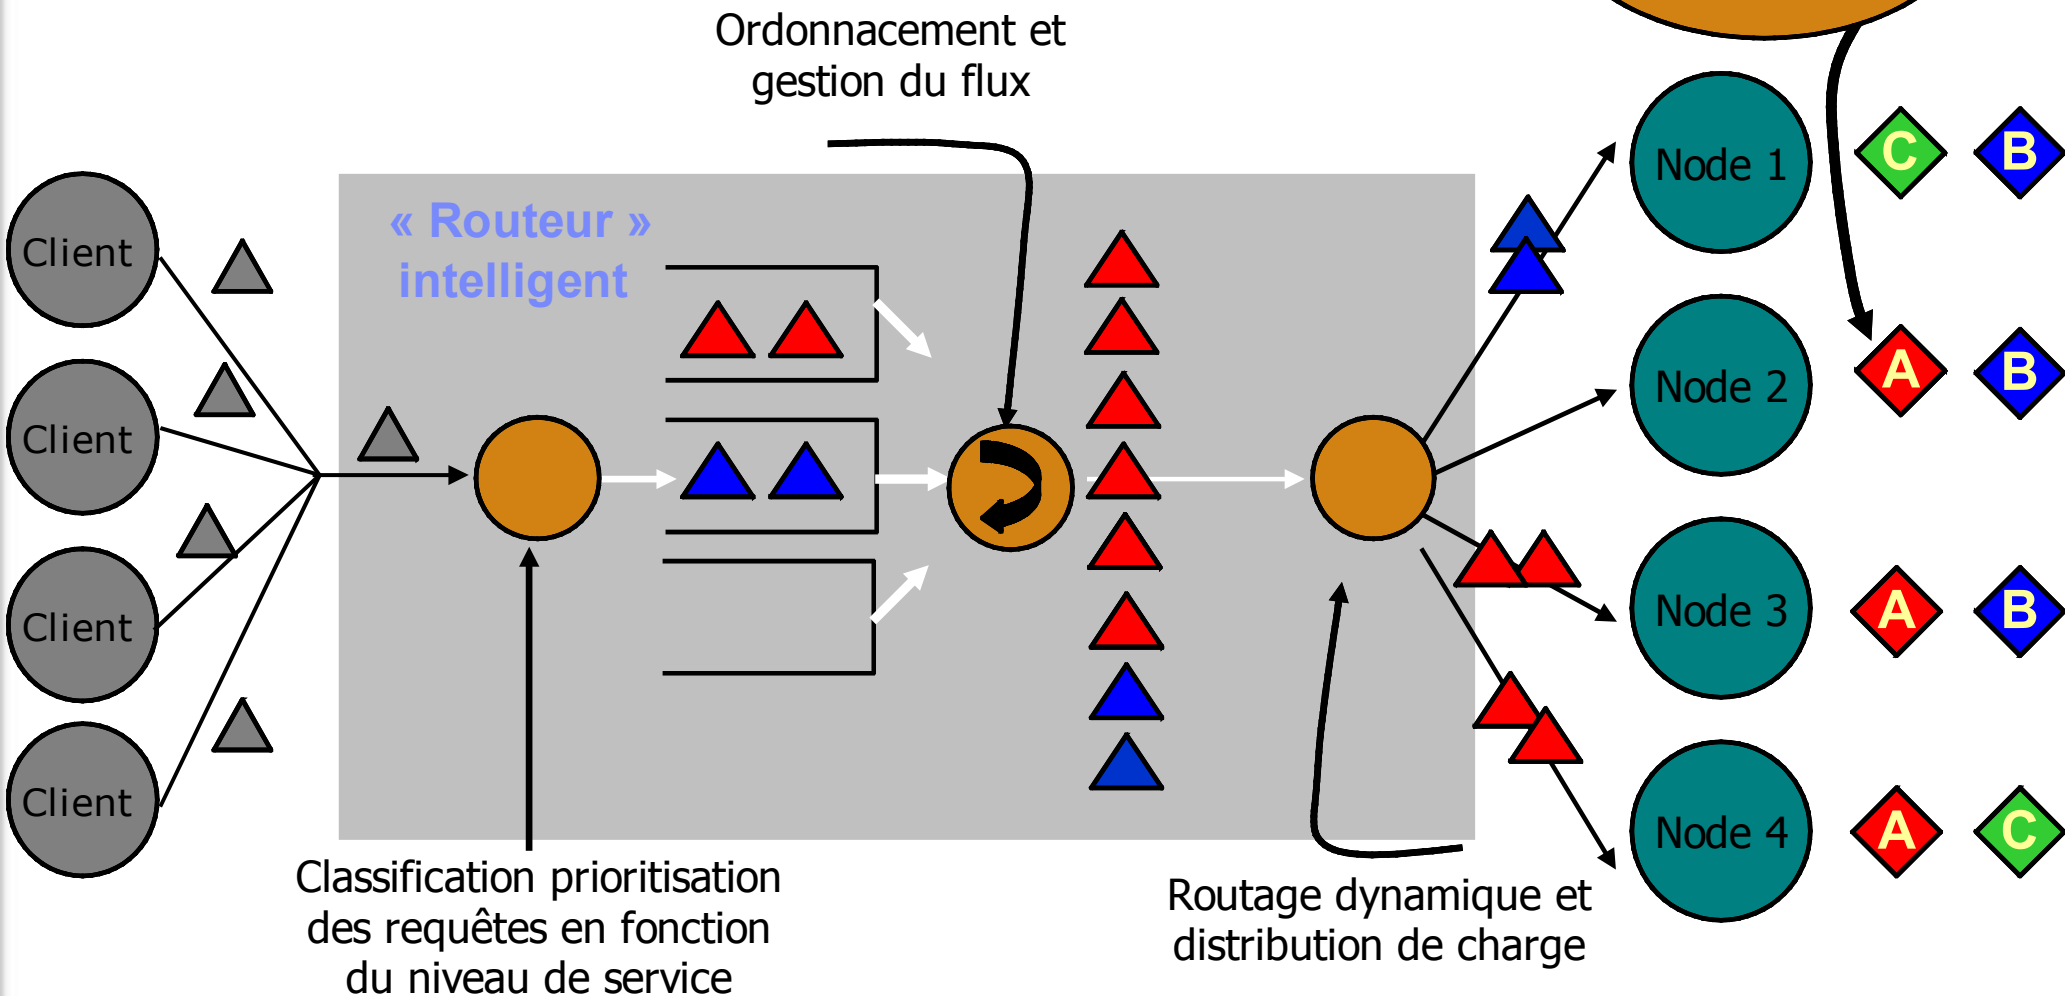 Ordonnacement et
gestion du flux
« Routeur »
intelligent
Client
Client
Client
Client
Node 1
C
B
Node 2
A
B
Node 3
A
B
Node 4
A
C
Classification prioritisation
des requêtes en fonction
du niveau de service
Routage dynamique et
distribution de charge